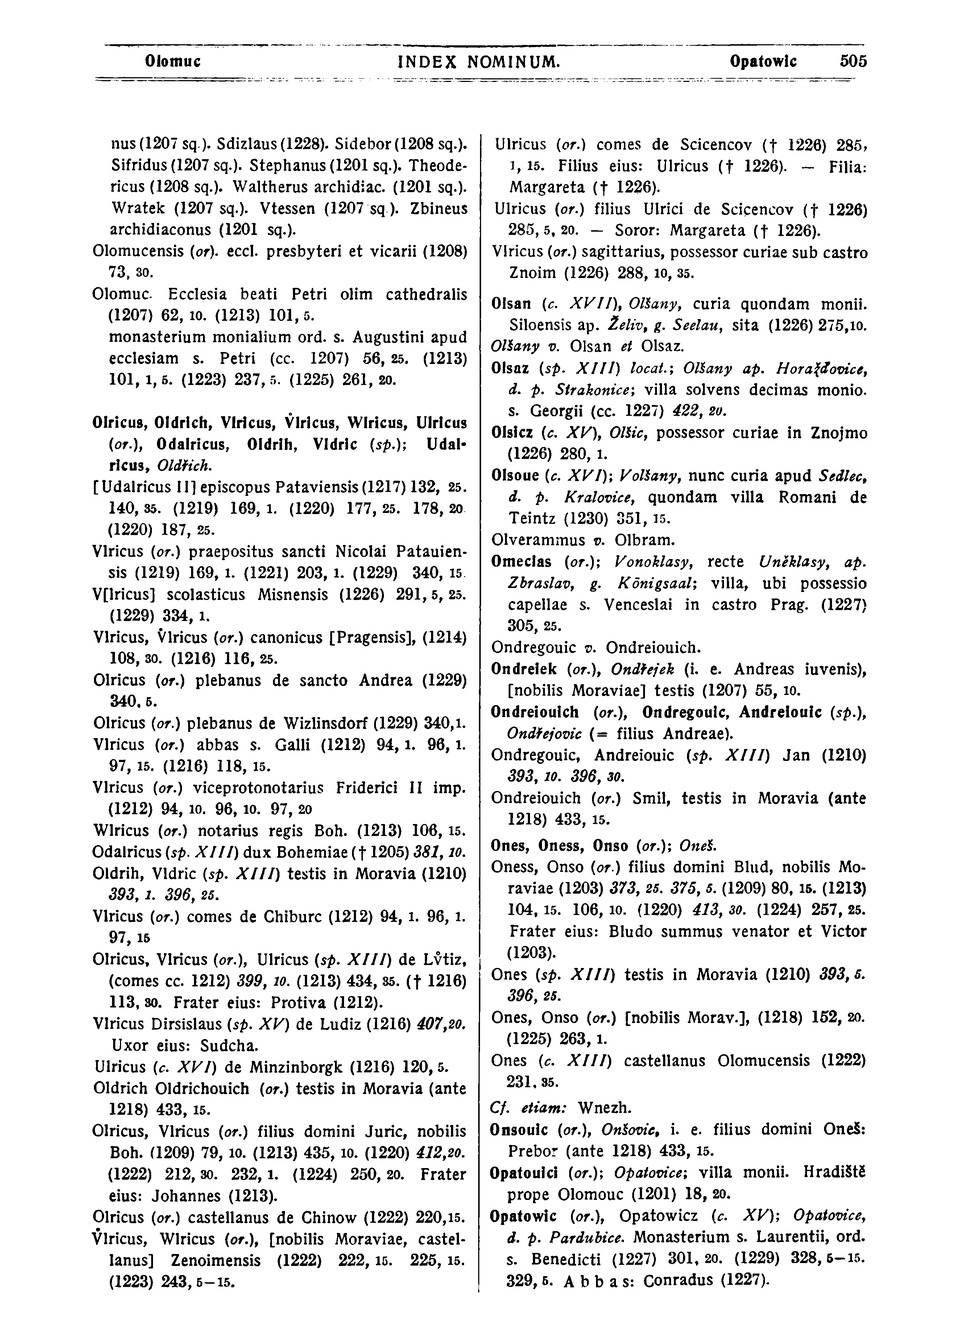 Olomuc INDEX NOMINUM. Opatowic 505
nus (1207 sq.). Sdizlaus (1228). Sidebor (1208 sq.).
Sifridus (1207 sq.). Stephanus (1201 sq.). Theode-
ricus (1208 sq.). Waltherus archidiac. (1201 sq.).
Wratek (1207 sq.). Vtessen (1207 sq.). Zbineus
archidiaconus (1201 sq.).
Olomucensis (or). eccl. presbyteri et vicarii (1208)
73, 30.
Olomuc. Ecclesia beati Petri olim cathedralis
(1207) 62, 10. (1213) 101, 5.
monasterium monialium ord. s. Augustini apud
ecclesiam s. Petri (cc. 1207) 56, 25. (1213)
101, 1, 5. (1223) 237, 5. (1225) 261, 20.
Olricus, Oldrich, Vlricus, V̊lricus, Wlricus, Ulricus
(or.), Odalricus, Oldrih, Vldric (sp.); Udal-
ricus, Oldřich.
[Udalricus II] episcopus Pataviensis (1217) 132, 25.
140, 35. (1219) 169, 1. (1220) 177, 25. 178, 20
(1220) 187, 25.
Vlricus (or.) praepositus sancti Nicolai Patauien-
sis (1219) 169, 1. (1221) 203, 1. (1229) 340, 15.
V[lricus] scolasticus Misnensis (1226) 291, 5, 25.
(1229) 334, 1.
Vlricus, V̊lricus (or.) canonicus [Pragensis], (1214)
108, 30. (1216) 116, 25.
Olricus (or.) plebanus de sancto Andrea (1229)
340, 5.
Olricus (or.) plebanus de Wizlinsdorf (1229) 340,1.
Vlricus (or.) abbas s. Galli (1212) 94, 1. 96, 1.
97, 15. (1216) 118, 15.
Vlricus (or.) viceprotonotarius Friderici II imp.
(1212) 94, 10. 96, 10. 97, 20
Wlricus (or.) notarius regis Boh. (1213) 106, 15.
Odalricus (sp. XIII) dux Bohemiae († 1205) 381, 10.
Oldrih, Vldric (sp. XIII) testis in Moravia (1210)
393, 1. 396, 25.
Vlricus (or.) comes de Chiburc (1212) 94, 1. 96, 1.
97, 15
Olricus, Vlricus (or.), Ulricus (sp. XIII) de Lv̊tiz,
(comes cc. 1212) 399, 10. (1213) 434, 35. († 1216)
113, 30. Frater eius: Protiva (1212).
Vlricus Dirsislaus (sp. XV) de Ludiz (1216) 407,20.
Uxor eius: Sudcha.
Ulricus (c. XVI) de Minzinborgk (1216) 120, 5.
Oldrich Oldrichouich (or.) testis in Moravia (ante
1218) 433, 15.
Olricus, Vlricus (or.) filius domini Juric, nobilis
Boh. (1209) 79, 10. (1213) 435, 10. (1220) 412,20.
(1222) 212, 30. 232, 1. (1224) 250, 20. Frater
eius: Johannes (1213).
Olricus (or.) castellanus de Chinow (1222) 220,15.
V̊lricus, Wlricus (or.), [nobilis Moraviae, castel-
lanus] Zenoimensis (1222) 222, 15. 225, 15.
(1223) 243, 5—15.
Ulricus (or.) comes de Scicencov († 1226) 285,
1, 15. Filius eius: Ulricus († 1226). — Filia:
Margareta († 1226).
Ulricus (or.) filius Ulrici de Scicencov († 1226)
285, 5, 20. — Soror: Margareta († 1226).
Vlricus (or.) sagittarius, possessor curiae sub castro
Znoim (1226) 288, 10, 35.
Olsan (c. XVII), Olšany, curia quondam monii.
Siloensis ap. Želiv, g. Seelau, sita (1226) 275,10.
Olšany v. Olsan et Olsaz.
Olsaz (sp. XIII) locat.; Olšany ap. Horažďovice,
d. p. Strakonice; villa solvens decimas monio.
s. Georgii (cc. 1227) 422, 20.
Olsicz (c. XV), Olšic, possessor curiae in Znojmo
(1226) 280, 1.
Olsoue (c. XVI); Volšany, nunc curia apud Sedlec,
d. p. Kralovice, quondam villa Romani de
Teintz (1230) 351, 15.
Olverammus v. Olbram.
Omeclas (or.); Vonoklasy, recte Uněklasy, ap.
Zbraslav, g. Königsaal; villa, ubi possessio
capellae s. Venceslai in castro Prag. (1227)
305, 25.
Ondregouic v. Ondreiouich.
Ondreiek (or.), Ondřejek (i. e. Andreas iuvenis),
[nobilis Moraviae] testis (1207) 55, 10.
Ondreiouich (or.), Ondregouic, Andreiouic (sp.),
Ondřejovic (= filius Andreae).
Ondregouic, Andreiouic (sp. XIII) Jan (1210)
393, 10. 396, 30.
Ondreiouich (or.) Smil, testis in Moravia (ante
1218) 433, 15.
Ones, Oness, Onso (or.); Oneš.
Oness, Onso (or.) filius domini Blud, nobilis Mo-
raviae (1203) 373, 25. 375, 5. (1209) 80, 15. (1213)
104, 15. 106, 10. (1220) 413, 30. (1224) 257, 25.
Frater eius: Bludo summus venator et Victor
(1203).
Ones (sp. XIII) testis in Moravia (1210) 393, 5.
396, 25.
Ones, Onso (or.) [nobilis Morav.], (1218) 152, 20.
(1225) 263, 1.
Ones (c. XIII) castellanus Olomucensis (1222)
231, 35.
Cf. etiam: Wnezh.
Onsouic (or.), Onšovic, i. e. filius domini Oneš:
Prebor (ante 1218) 433, 15.
Opatouici (or.); Opatovice; villa monii. Hradiště
prope Olomouc (1201) 18, 20.
Opatowic (or.), Opatowicz (c. XV); Opatovice,
d. p. Pardubice. Monasterium s. Laurentii, ord.
s. Benedicti (1227) 301, 20. (1229) 328, 5—15.
329, 5. Abbas: Conradus (1227).